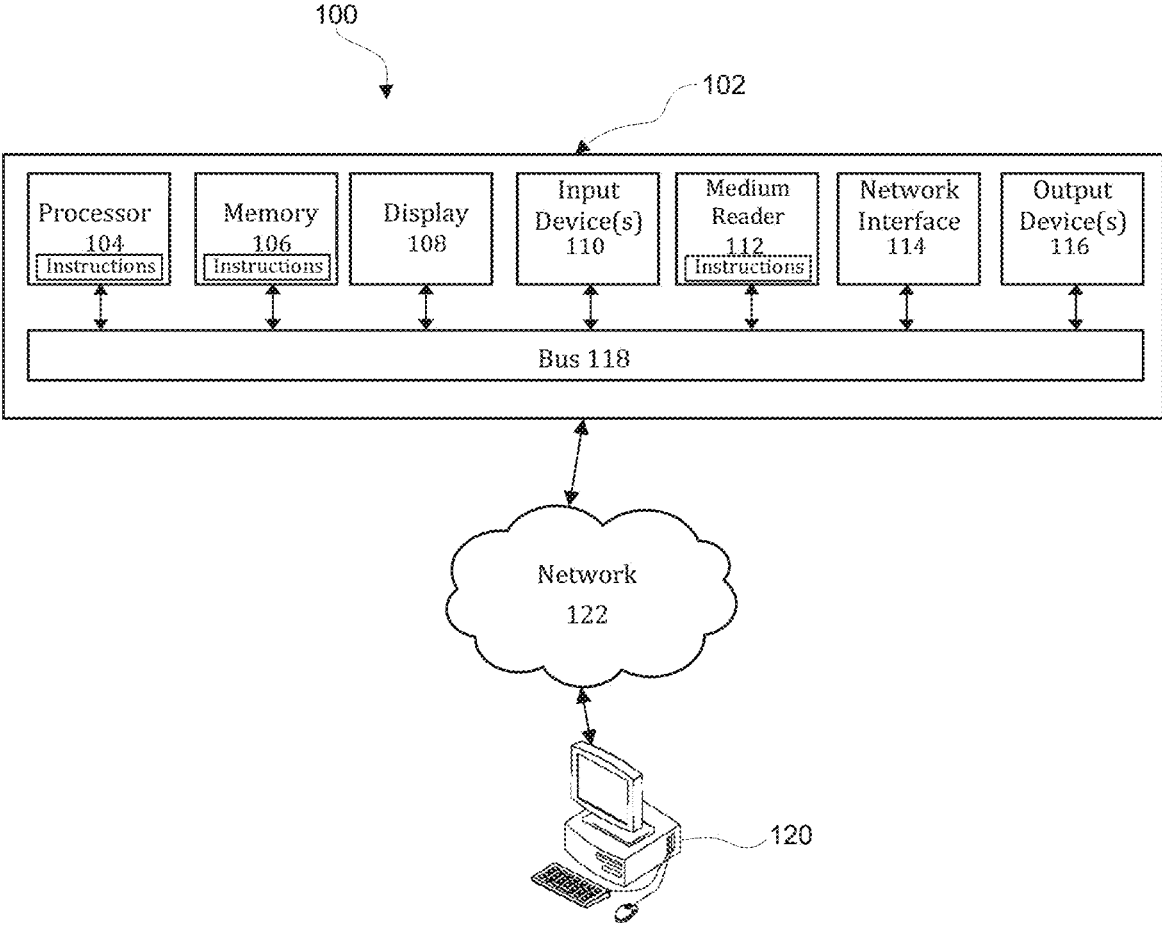 100
102
Processor
104
Instructions
Memory
106
Instructions
Display
108
Input
Device(s)
110
Medium
Reader
112
Instructions
Network
Interface
114
Output
Device(s)
116
Bus 118
Network
122
120